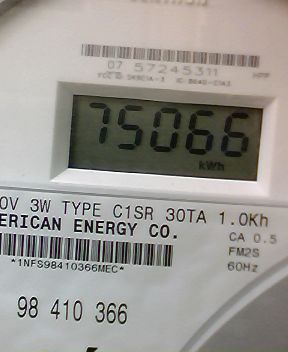 07 57245311
75066
kWh
0V 3W TYPE C1SR 30TA 1.0Kh
ERICAN ENERGY CO.
CA 0.5
FM2S
60Hz
*1NFS98410366MEC*
98 410 366